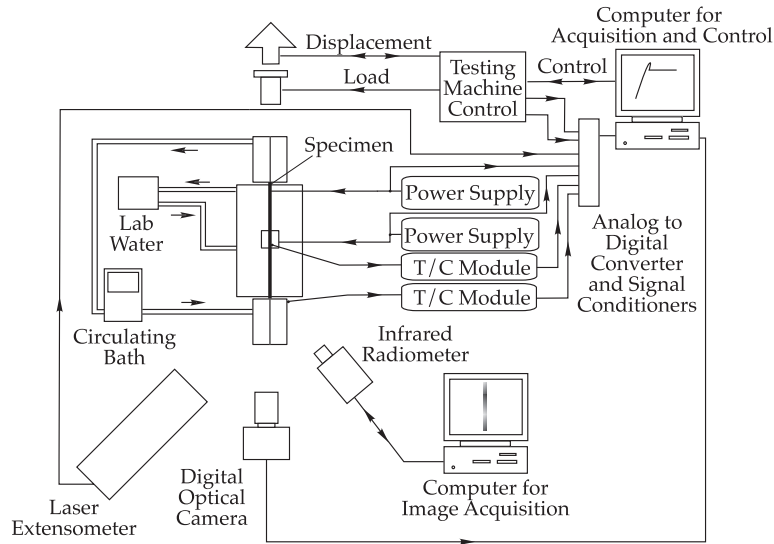 Computer for
Acquisition and Control
Displacement
Load
Testing
Machine
Control
Control
Specimen
Lab
Water
Power Supply
Power Supply
T/C Module
T/C Module
Analog to
Digital
Converter
and Signal
Conditioners
Circulating
Bath
Infrared
Radiometer
Laser
Extensometer
Digital
Optical
Camera
Computer for
Image Acquisition